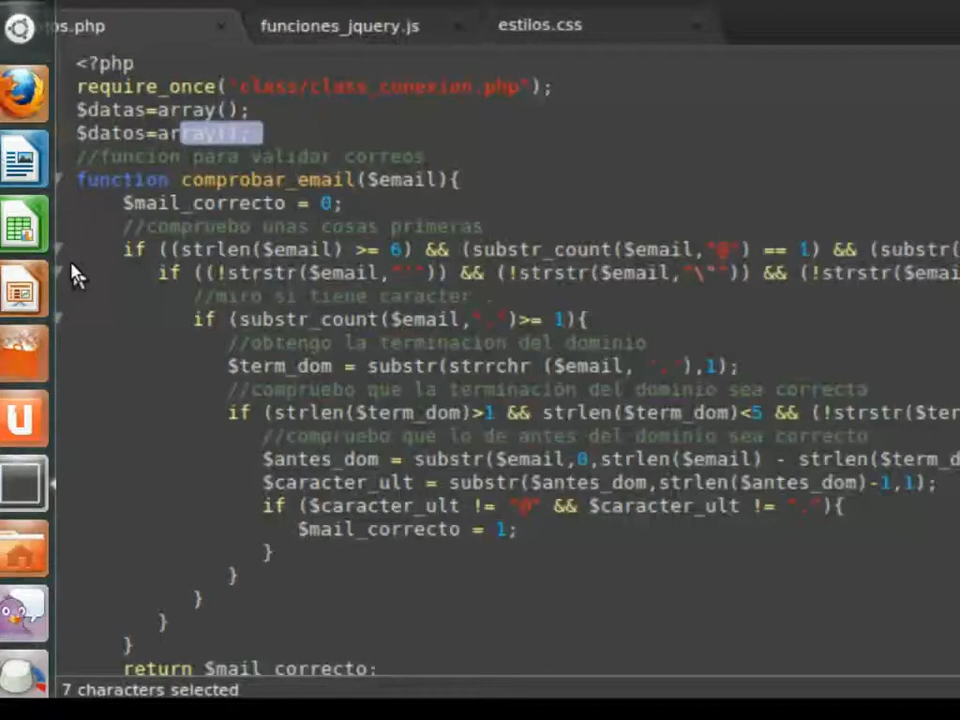 os.php funciones_jquery.js estilos.css
<?php
require_once("class/class_conexion.php");
$datas=array();
$datos=array();
//funcion para validar correos
function comprobar_email($email){
$mail_correcto = 0;
//compruebo unas cosas primeras
if ((strlen($email) >= 6) && (substr_count($email,"@") == 1) && (substr
if ((!strstr($email,"'")) && (!strstr($email,"\"")) && (!strstr($email,
//miro si tiene caracter .
if (substr_count($email,".")>= 1){
//obtengo la terminacion del dominio
$term_dom = substr(strrchr ($email, '.'),1);
//compruebo que la terminación del dominio sea correcta
if (strlen($term_dom)>1 && strlen($term_dom)<5 && (!strstr($ter
//compruebo que lo de antes del dominio sea correcto
$antes_dom = substr($email,0,strlen($email) - strlen($term_d
$caracter_ult = substr($antes_dom,strlen($antes_dom)-1,1);
if ($caracter_ult != "@" && $caracter_ult != "."){
$mail_correcto = 1;
}
}
}
}
}
return $mail_correcto;
7 characters selected